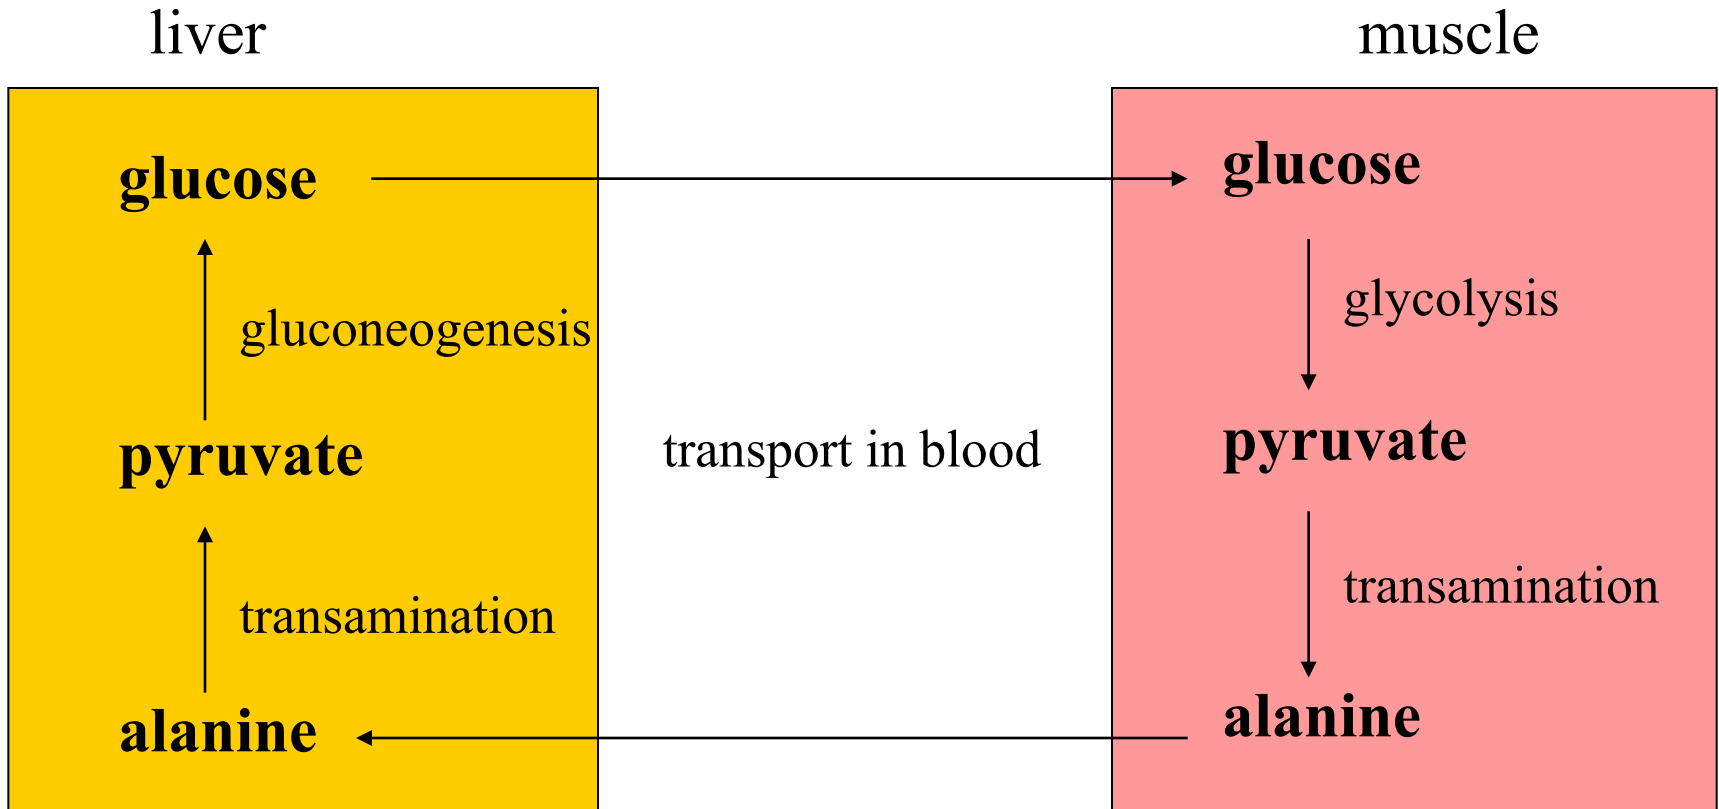 liver
muscle
glucose
glucose
gluconeogenesis
glycolysis
pyruvate
transport in blood
pyruvate
transamination
transamination
alanine
alanine